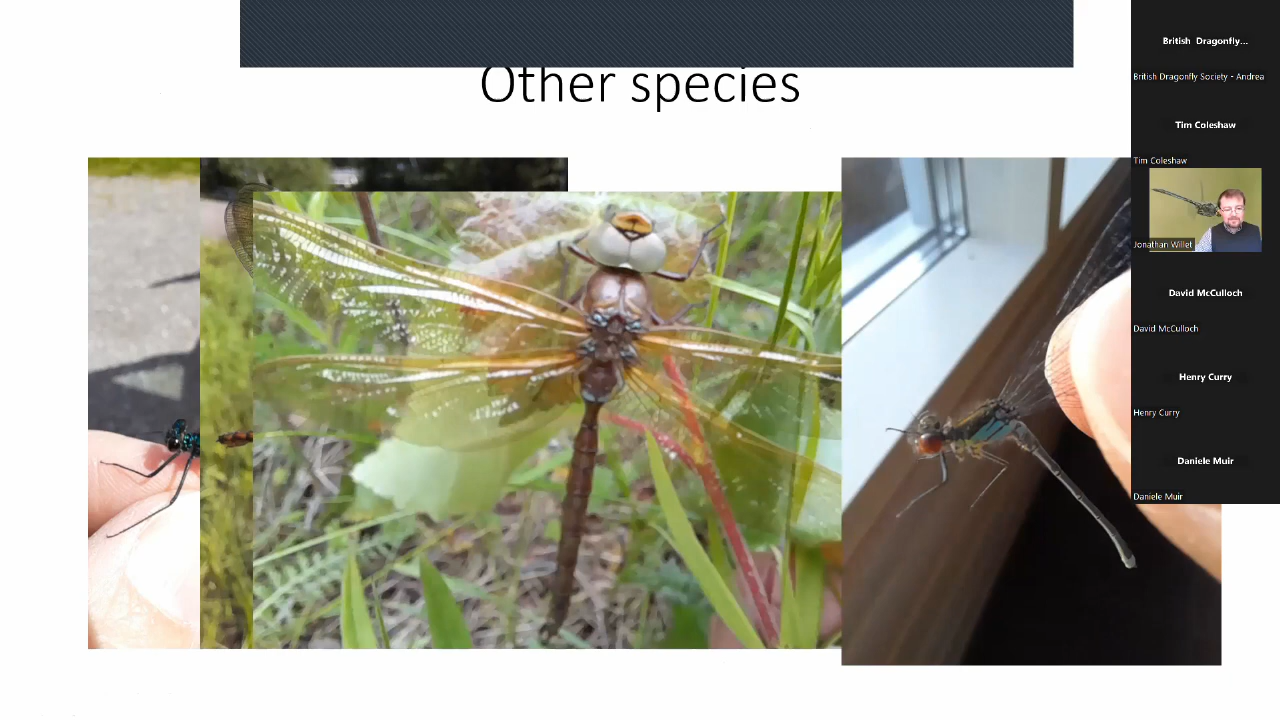 Other species
British Dragonfly...
British Dragonfly Society - Andrea
Tim Coleshaw
Tim Coleshaw
Jonathan Willet
David McCulloch
David McCulloch
Henry Curry
Henry Curry
Daniele Muir
Daniele Muir